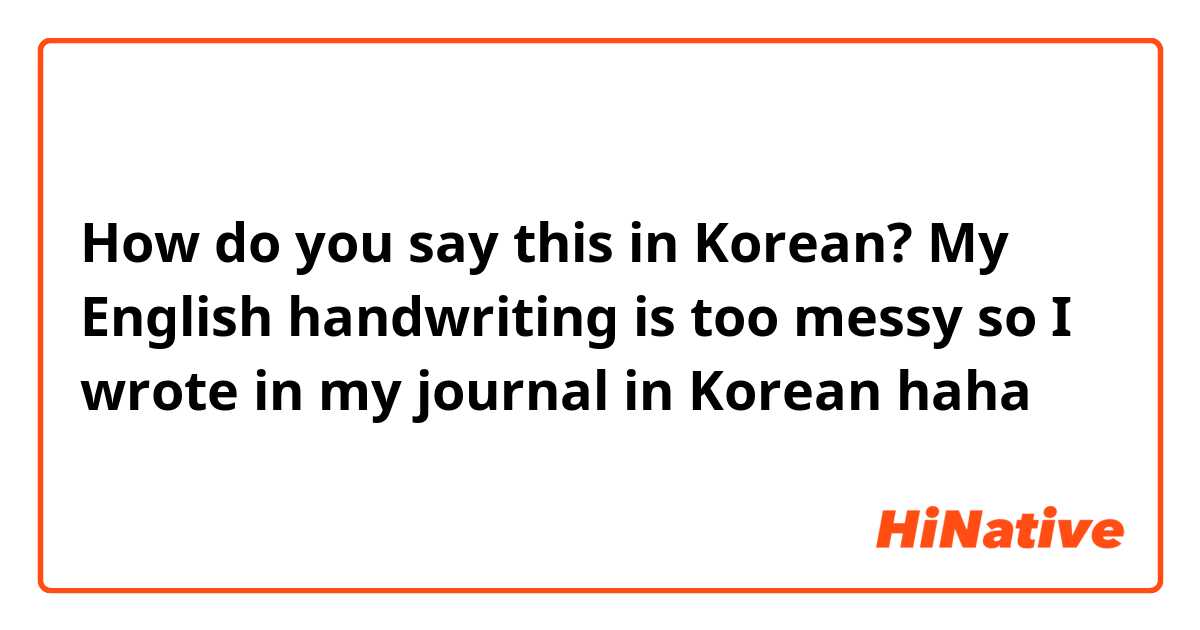 How do you say this in Korean? My
English handwriting is too messy so I
wrote in my journal in Korean haha
HiNative